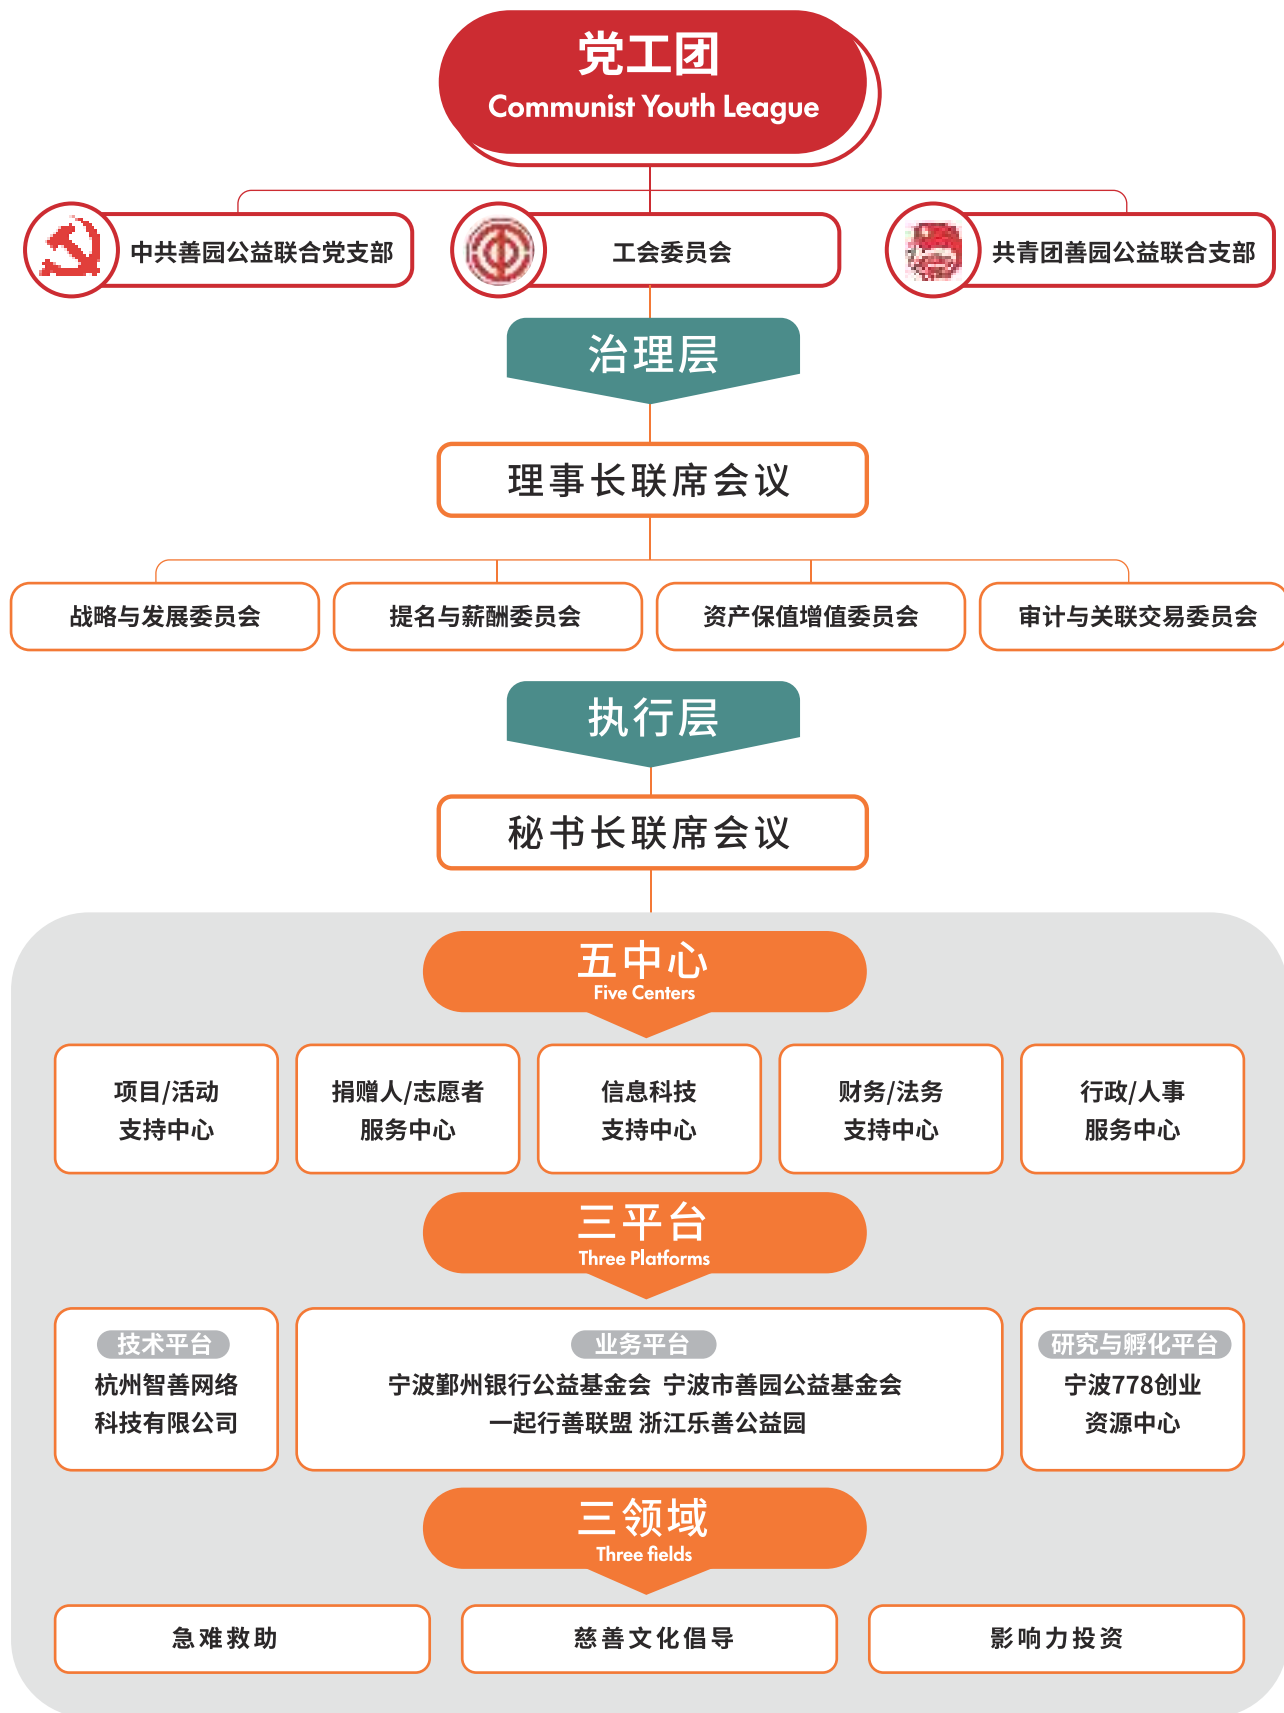 党工团
Communist Youth League
中共善园公益联合党支部
工会委员会
共青团善园公益联合支部
治理层
理事长联席会议
战略与发展委员会
提名与薪酬委员会
资产保值增值委员会
审计与关联交易委员会
执行层
秘书长联席会议
五中心
Five Centers
项目/活动
支持中心
捐赠人/志愿者
服务中心
信息科技
支持中心
财务/法务
支持中心
行政/人事
服务中心
三平台
Three Platforms
技术平台
杭州智善网络
科技有限公司
业务平台
宁波鄞州银行公益基金会 宁波市善园公益基金会
一起行善联盟 浙江乐善公益园
研究与孵化平台
宁波778创业
资源中心
三领域
Three fields
急难救助
慈善文化倡导
影响力投资